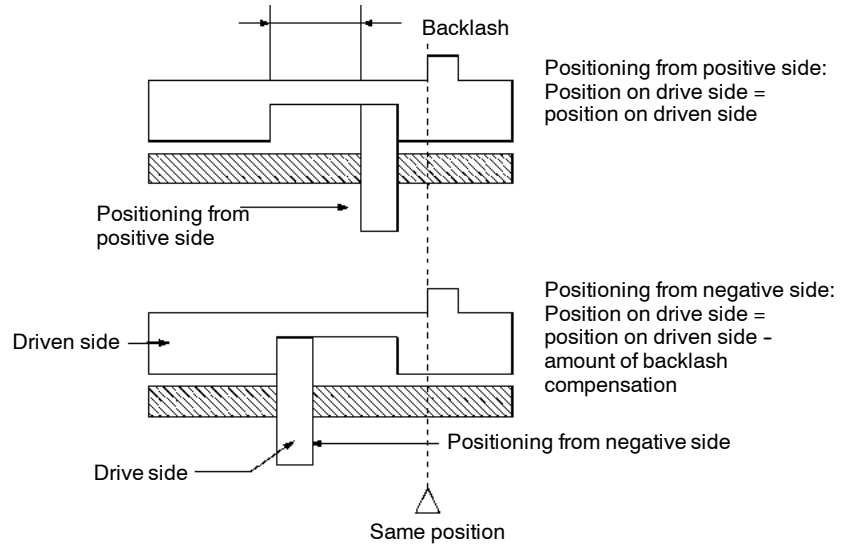 Backlash
Positioning from positive side:
Position on drive side =
position on driven side
Positioning from
positive side
Positioning from negative side:
Position on drive side =
position on driven side -
amount of backlash
compensation
Driven side
Positioning from negative side
Drive side
Same position